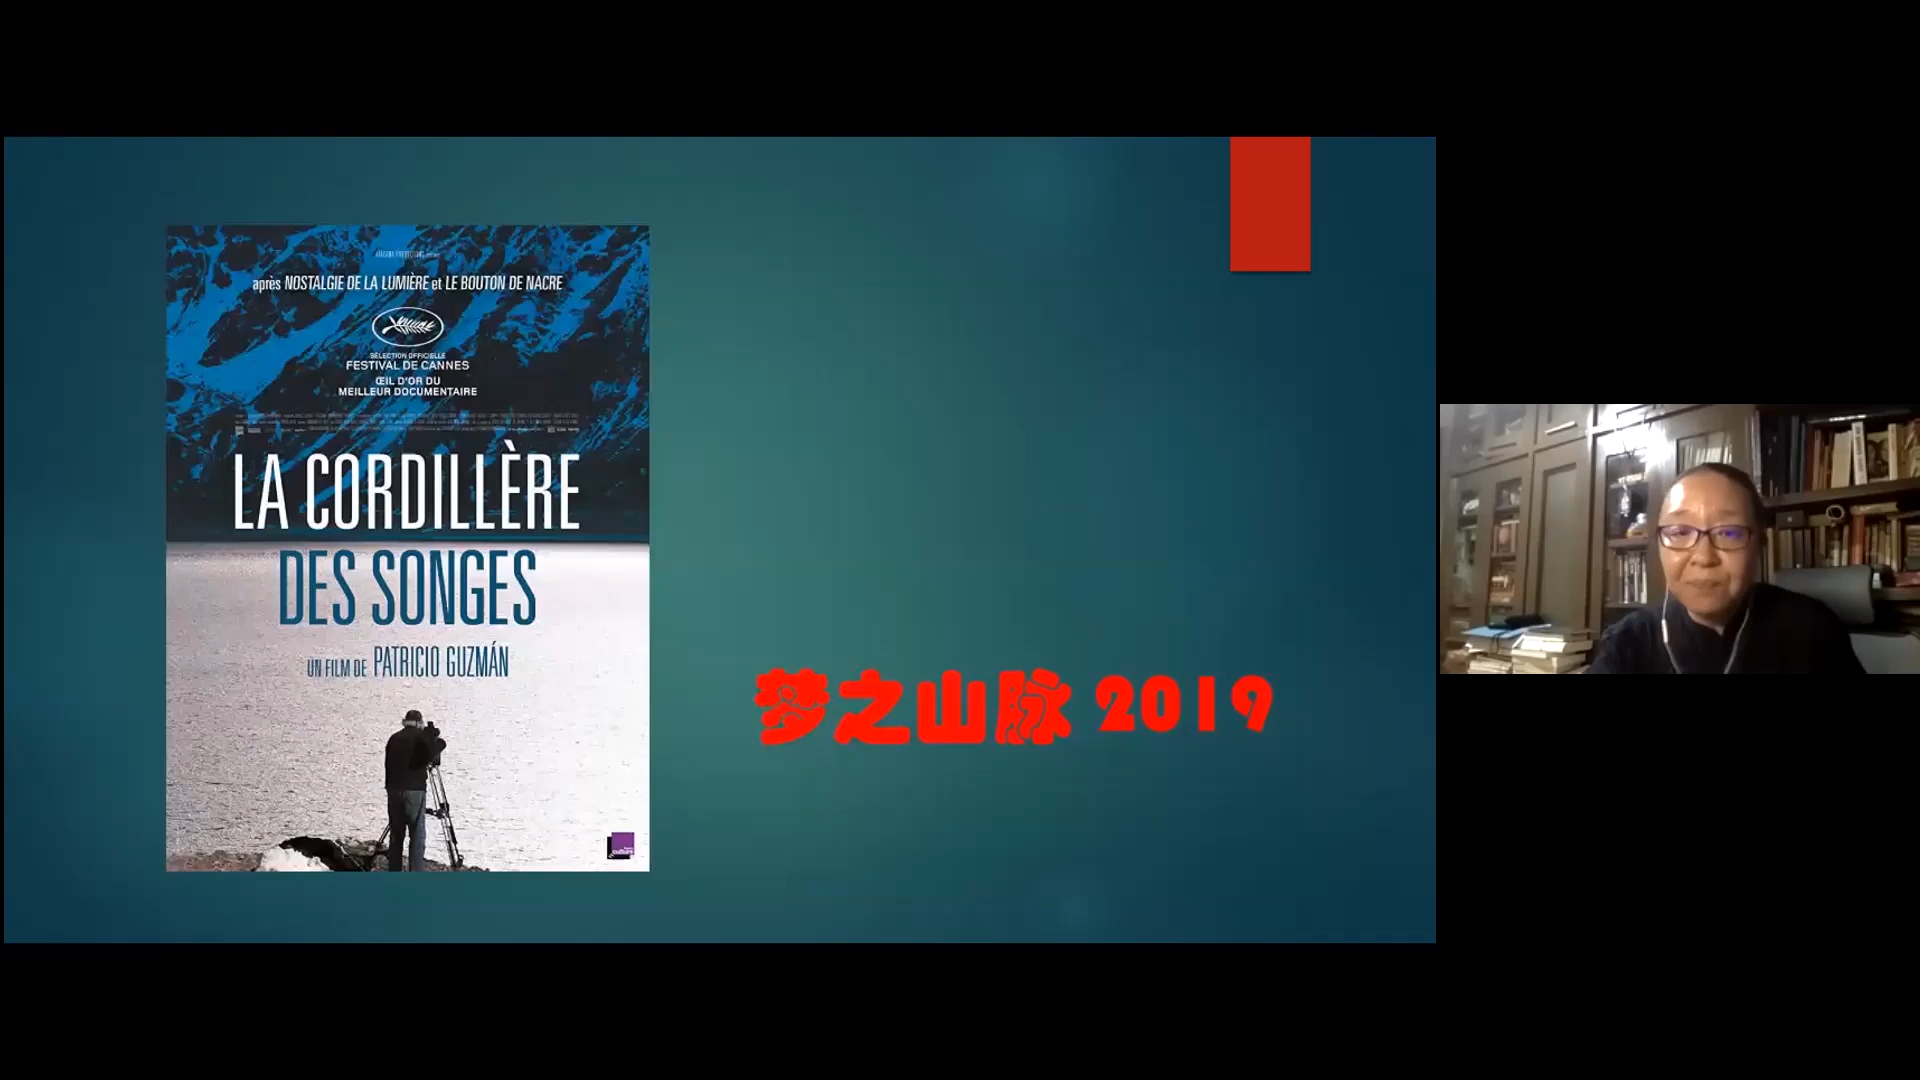 après NOSTALGIE DE LA LUMIÈRE et LE BOUTON DE NACRE
SÉLECTION OFFICIELLE
FESTIVAL DE CANNES
ŒIL D'OR DU
MEILLEUR DOCUMENTAIRE
LA CORDILLÈRE
DES SONGES
UN FILM DE PATRICIO GUZMÁN
梦之山脉 2019